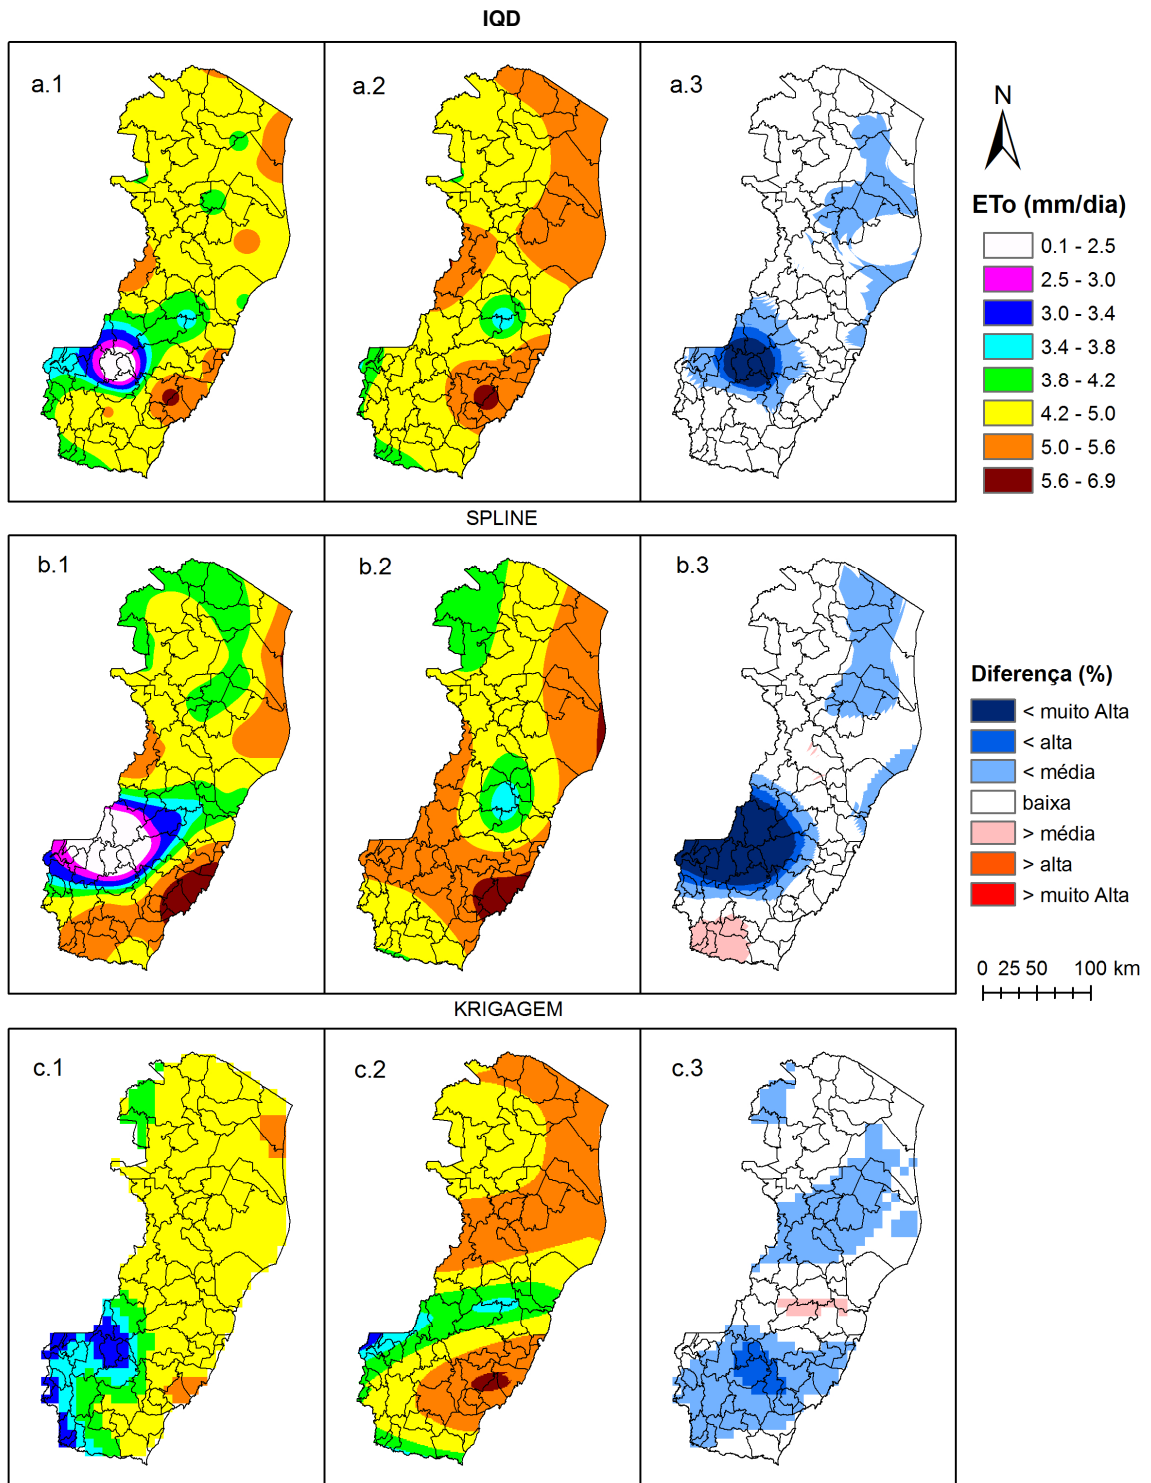 IQD
a.1
a.2
a.3
N
ETo (mm/dia)
0.1 - 2.5
2.5 - 3.0
3.0 - 3.4
3.4 - 3.8
3.8 - 4.2
4.2 - 5.0
5.0 - 5.6
5.6 - 6.9
SPLINE
b.1
b.2
b.3
Diferença (%)
< muito Alta
< alta
< média
baixa
> média
> alta
> muito Alta
0 25 50 100 km
KRIGAGEM
c.1
c.2
c.3